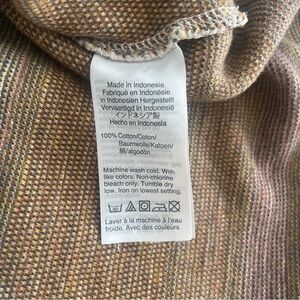 Made in Indonesia
Fabriqué en Indonésie
in Indonesien Hergestellt
Vervaardigd in Indonesië
インドネシア製
Hecho en Indonesia
100% Cotton/Coton/
Baumwolle/Katoen/
綿/algodón
Machine wash cold. With
like colors. Non-chlorine
bleach only. Tumble dry
low. Iron on lowest setting.
Laver à la machine à l'eau
froide. Avec des couleurs